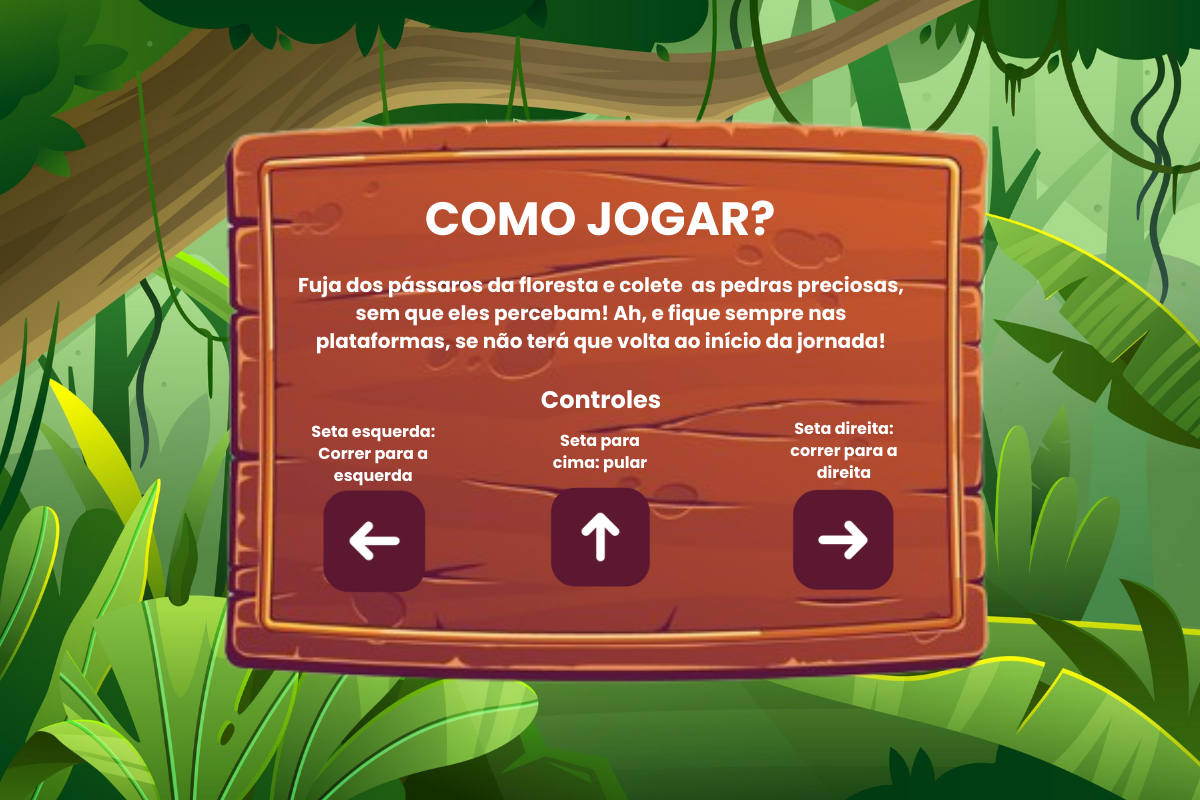 COMO JOGAR?
Fuja dos pássaros da floresta e colete  as pedras preciosas,
sem que eles percebam! Ah, e fique sempre nas
plataformas, se não terá que volta ao início da jornada!
Controles
Seta esquerda:
Correr para a
esquerda
Seta para
cima: pular
Seta direita:
correr para a
direita